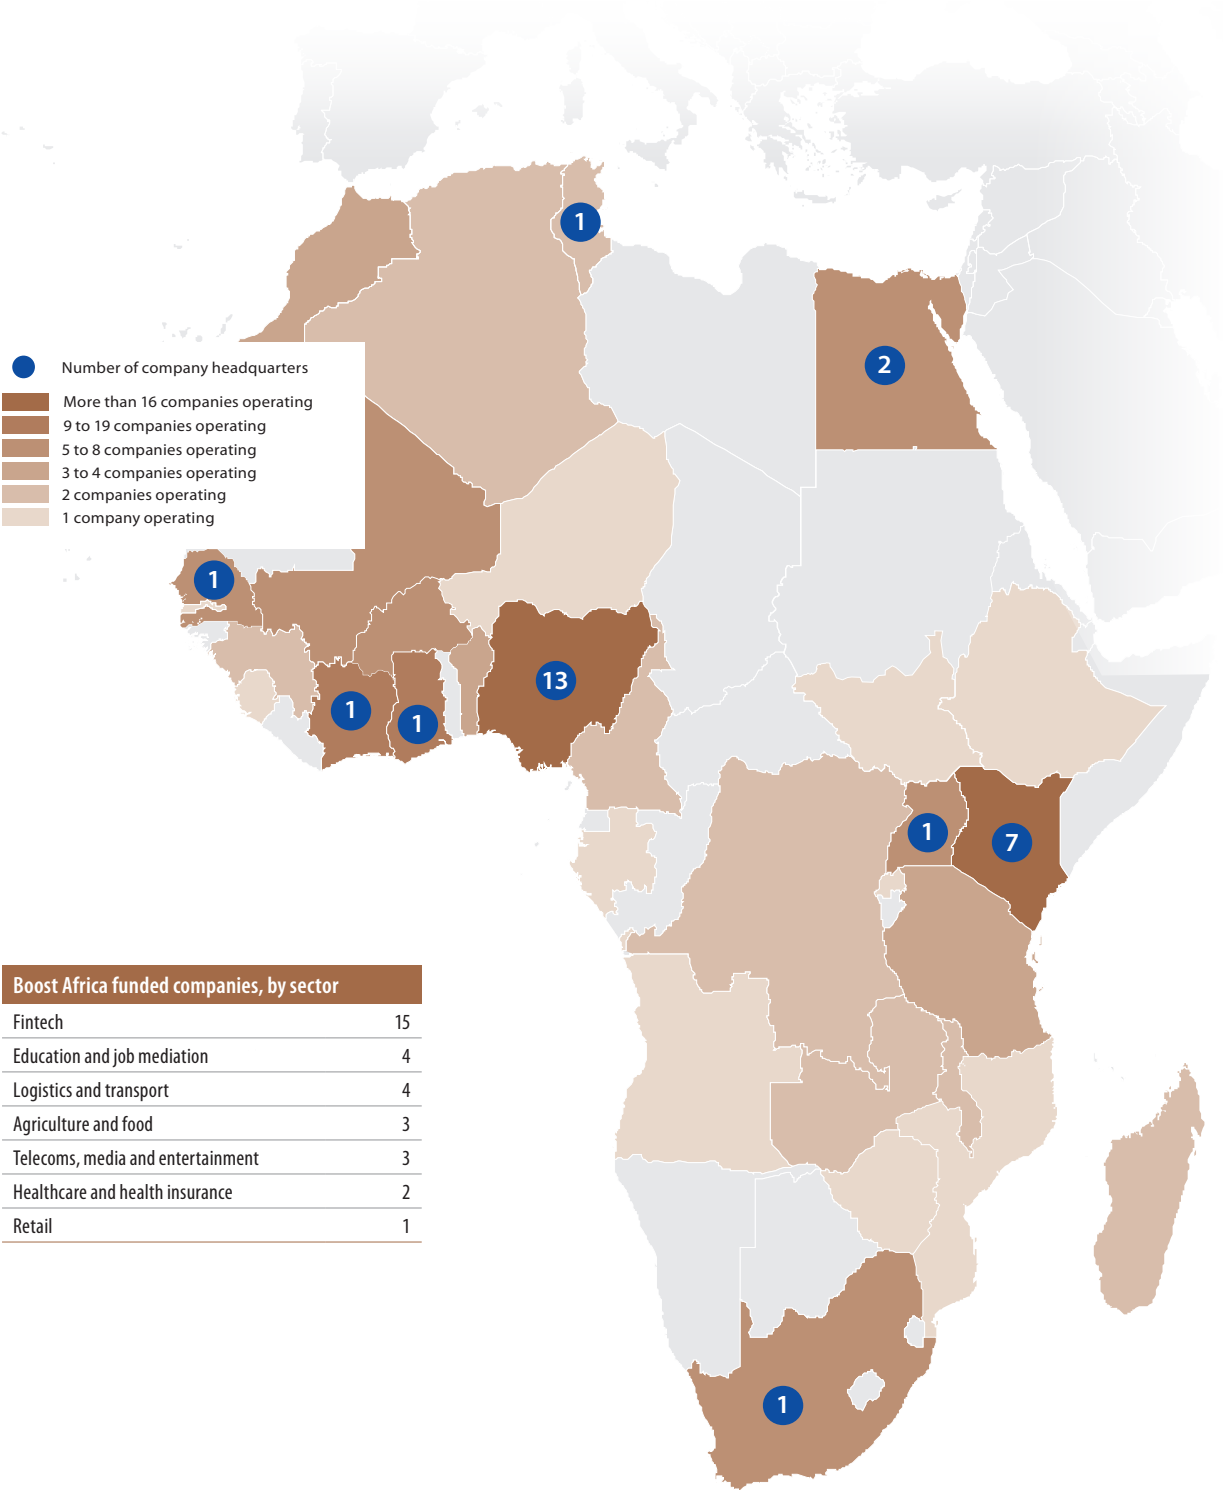 1
2
Number of company headquarters
More than 16 companies operating
9 to 19 companies operating
5 to 8 companies operating
3 to 4 companies operating
2 companies operating
1 company operating
1
13
1
1
1
7
Boost Africa funded companies, by sector
Fintech 15
Education and job mediation 4
Logistics and transport 4
Agriculture and food 3
Telecoms, media and entertainment 3
Healthcare and health insurance 2
Retail 1
1